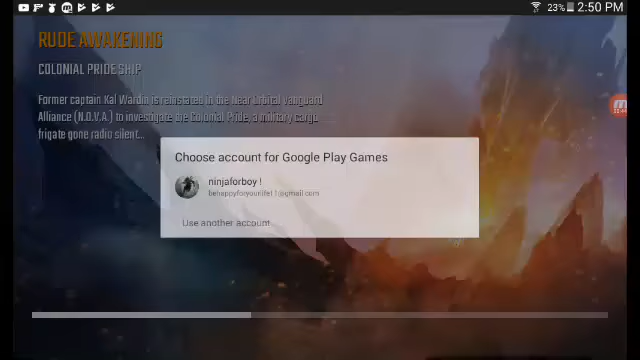 23% 2:50 PM
RUDE AWAKENING
COLONIAL PRIDE SHIP
Former captain Kal Wardin is reinstated in the Near Orbital vanguard
Alliance (N.O.V.A.) to investigate the Colonial Pride, a military cargo
frigate gone radio silent...
Choose account for Google Play Games
ninjaforboy !
Use another account